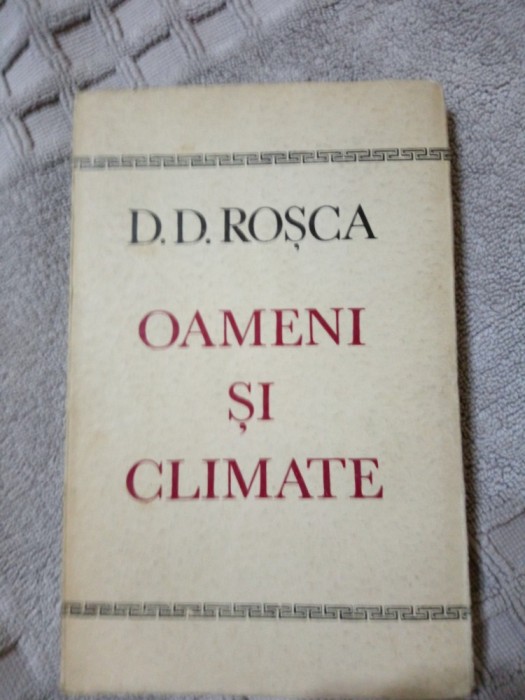 D.D. ROȘCA
OAMENI
ȘI
CLIMATE